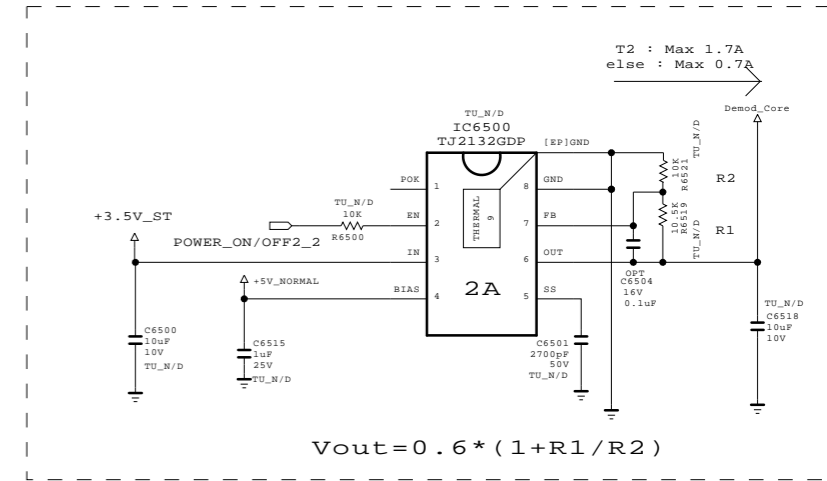 T2 : Max 1.7A
else : Max 0.7A
Demod_Core
TU_N/D
IC6500
TJ2132GDP
[EP]GND
POK
1
THERMAL
9
8
GND
TU_N/D
10K
R6521
R2
TU_N/D
10K
R6500
EN
2
7
FB
10.5K
R6519
TU_N/D
R1
+3.5V_ST
POWER_ON/OFF2_2
IN
3
6
OUT
+5V_NORMAL
BIAS
4
2A
5
SS
OPT
C6504
16V
0.1uF
C6500
10uF
10V
TU_N/D
C6515
1uF
25V
TU_N/D
C6501
2700pF
50V
TU_N/D
TU_N/D
C6518
10uF
10V
Vout=0.6*(1+R1/R2)